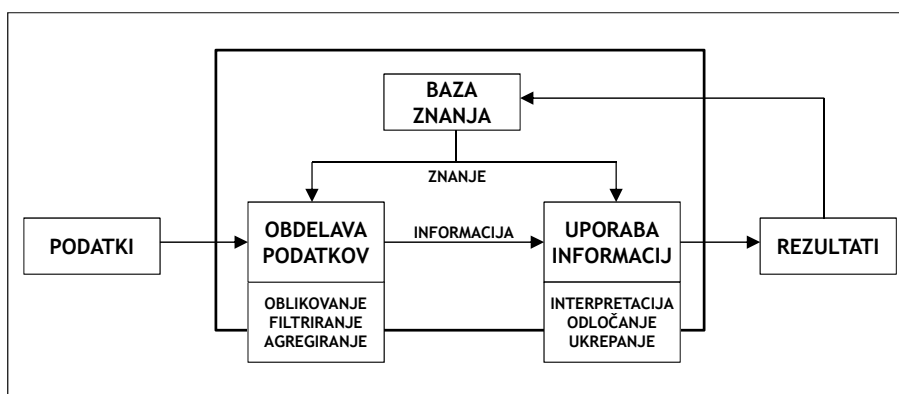 BAZA
ZNANJA
ZNANJE
PODATKI
OBDELAVA
PODATKOV
INFORMACIJA
UPORABA
INFORMACIJ
REZULTATI
OBLIKOVANJE
FILTRIRANJE
AGREGIRANJE
INTERPRETACIJA
ODLOČANJE
UKREPANJE